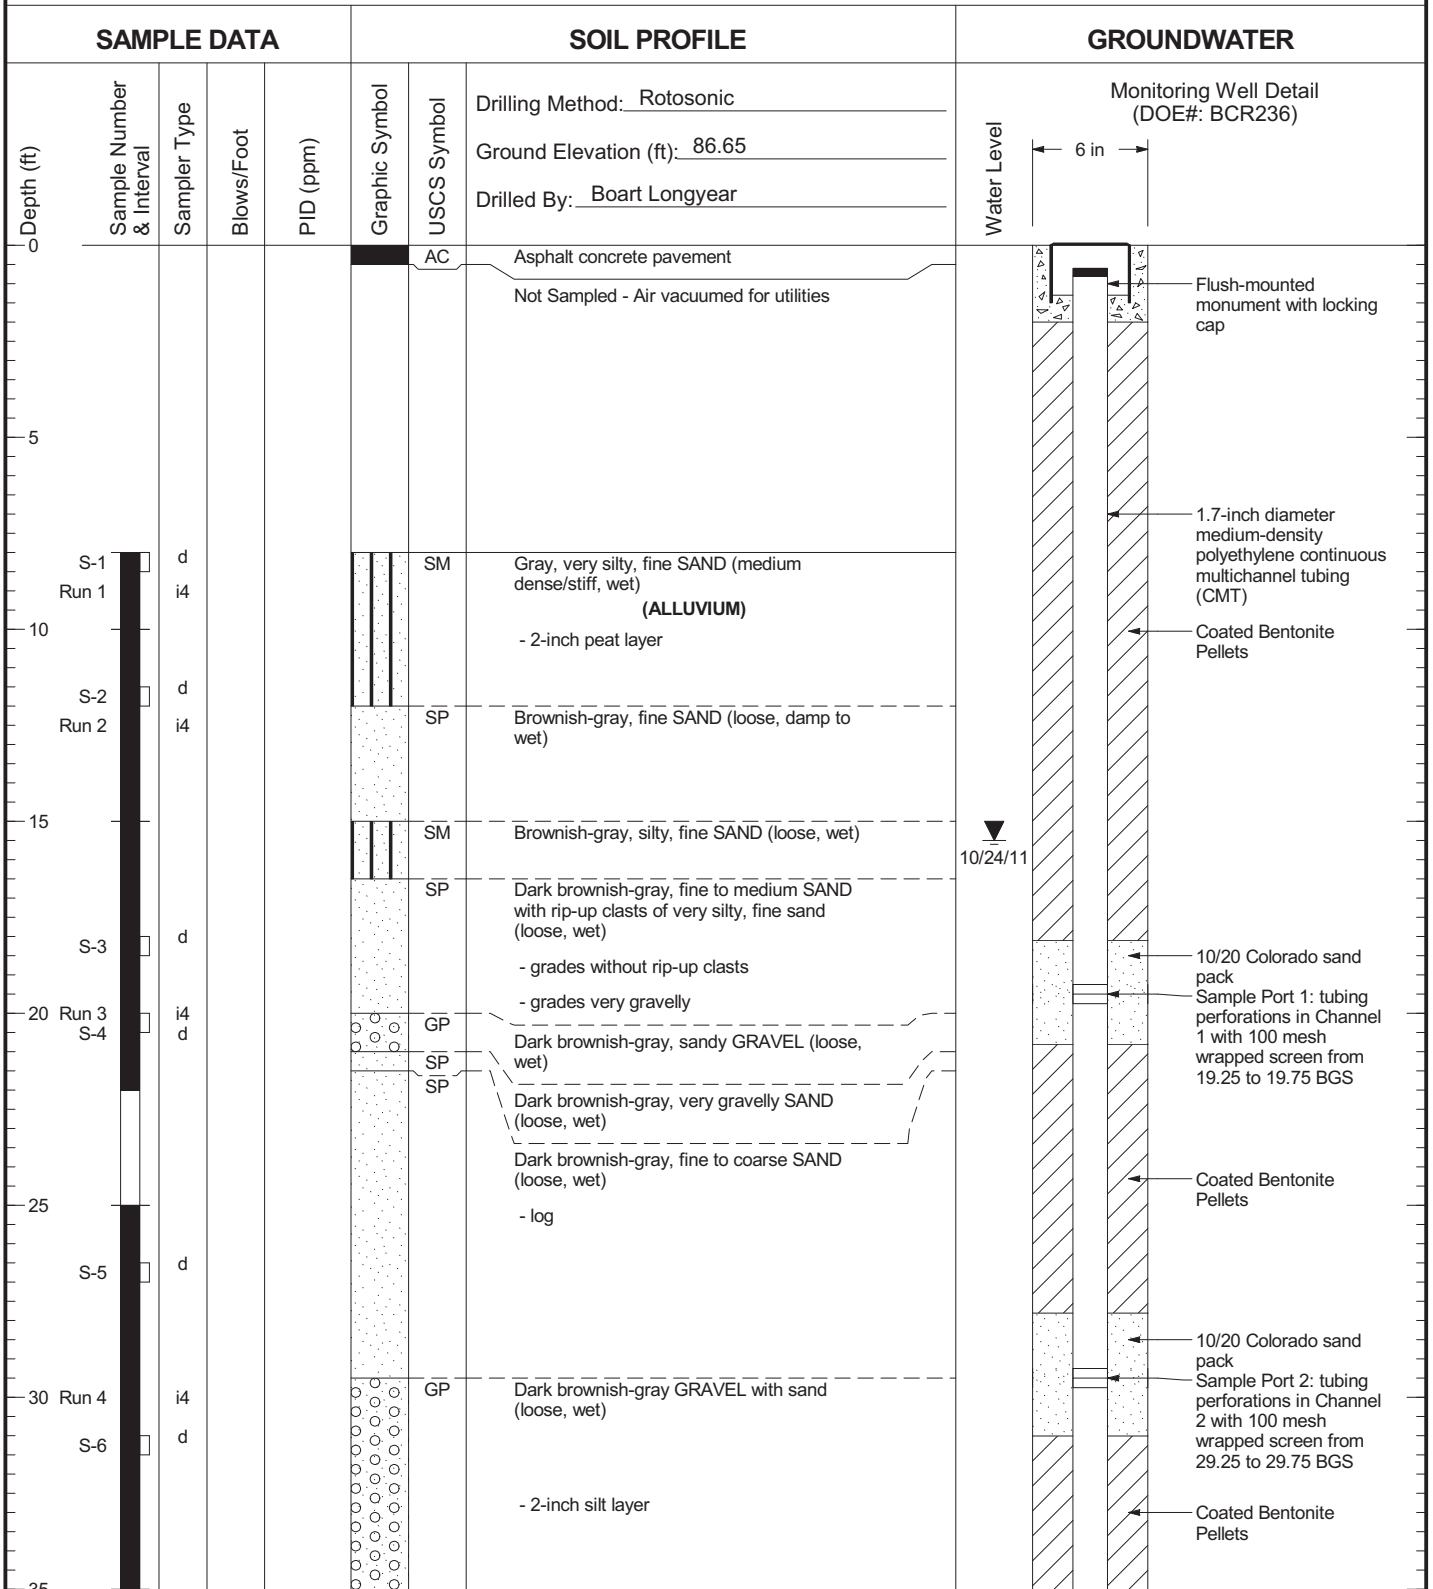 SAMPLE DATA
SOIL PROFILE
GROUNDWATER
Depth (ft)
Sample Number
& Interval
Sampler Type
Blows/Foot
PID (ppm)
Graphic Symbol
USCS Symbol
Drilling Method: Rotosonic
Ground Elevation (ft): 86.65
Drilled By: Boart Longyear
Water Level
Monitoring Well Detail
(DOE#: BCR236)
6 in
0
AC
Asphalt concrete pavement
Not Sampled - Air vacuumed for utilities
Flush-mounted
monument with locking
cap
5
1.7-inch diameter
medium-density
polyethylene continuous
multichannel tubing
(CMT)
S-1
d
SM
Gray, very silty, fine SAND (medium
dense/stiff, wet)
Run 1
i4
(ALLUVIUM)
10
- 2-inch peat layer
Coated Bentonite
Pellets
S-2
d
Run 2
i4
SP
Brownish-gray, fine SAND (loose, damp to
wet)
15
SM
Brownish-gray, silty, fine SAND (loose, wet)
10/24/11
SP
Dark brownish-gray, fine to medium SAND
with rip-up clasts of very silty, fine sand
(loose, wet)
S-3
d
- grades without rip-up clasts
- grades very gravelly
10/20 Colorado sand
pack
Sample Port 1: tubing
perforations in Channel
1 with 100 mesh
wrapped screen from
19.25 to 19.75 BGS
20
Run 3
i4
S-4
d
GP
Dark brownish-gray, sandy GRAVEL (loose,
wet)
SP
Dark brownish-gray, very gravelly SAND
(loose, wet)
SP
Dark brownish-gray, fine to coarse SAND
(loose, wet)
- log
Coated Bentonite
Pellets
25
S-5
d
10/20 Colorado sand
pack
Sample Port 2: tubing
perforations in Channel
2 with 100 mesh
wrapped screen from
29.25 to 29.75 BGS
30
Run 4
i4
GP
Dark brownish-gray GRAVEL with sand
(loose, wet)
S-6
d
- 2-inch silt layer
Coated Bentonite
Pellets
35